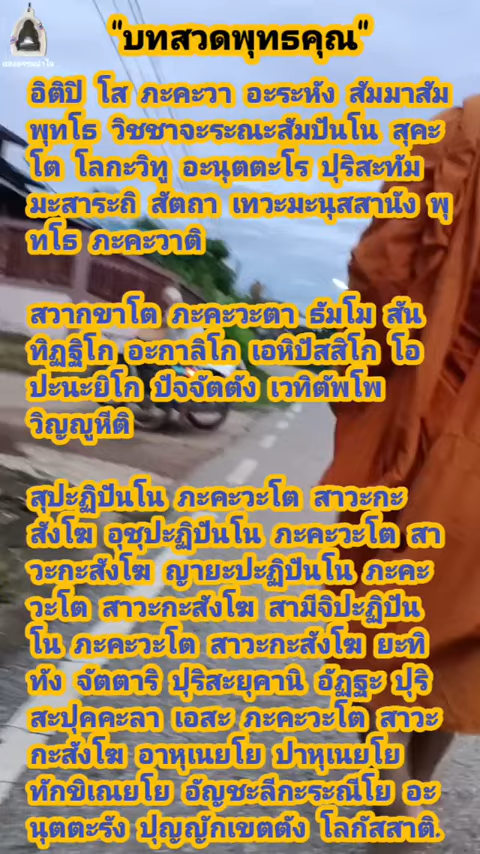 "บทสวดพุทธคุณ"
อิติปิ โส ภะคะวา อะระหัง สัมมาสัม
พุทโธ วิชชาจะระณะสัมปันโน สุคะ
โต โลกะวิทู อะนุตตะโร ปุริสะทัม
มะสาระถิ สัตถา เทวะมะนุสสานัง พุ
ทโธ ภะคะวาติ
สวากขาโต ภะคะวะตา ธัมโม สัน
ทิฏฐิโก อะกาลิโก เอหิปัสสิโก โอ
ปะนะยิโก ปัจจัตตัง เวทิตัพโพ
วิญญูหีติ
สุปะฏิปันโน ภะคะวะโต สาวะกะ
สังโฆ อุชุปะฏิปันโน ภะคะวะโต สา
วะกะสังโฆ ญายะปะฏิปันโน ภะคะ
วะโต สาวะกะสังโฆ สามีจิปะฏิปัน
โน ภะคะวะโต สาวะกะสังโฆ ยะทิ
ทัง จัตตาริ ปุริสะยุคานิ อัฏฐะ ปุริ
สะปุคคะลา เอสะ ภะคะวะโต สาวะ
กะสังโฆ อาหุเนยโย ปาหุเนยโย
ทักขิเณยโย อัญชะลีกะระณีโย อะ
นุตตะรัง ปุญญักเขตตัง โลกัสสาติ.